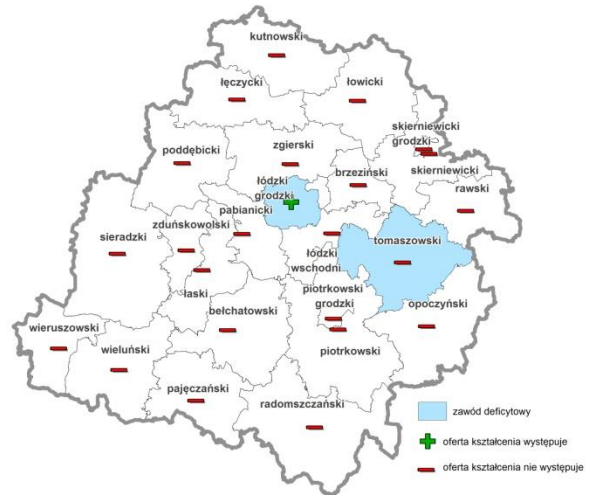 kutnowski
łęczycki
łowicki
skierniewicki
grodzki
zgierski
poddębicki
brzeziński
skierniewicki
rawski
łódzki
grodzki
pabianicki
zduńskowolski
sieradzki
tomaszowski
łódzki
wschodni
łaski
piotrkowski
grodzki
opoczyński
bełchatowski
wieruszowski
wieluński
piotrkowski
pajęczański
radomszczański
zawód deficytowy
oferta kształcenia występuje
oferta kształcenia nie występuje